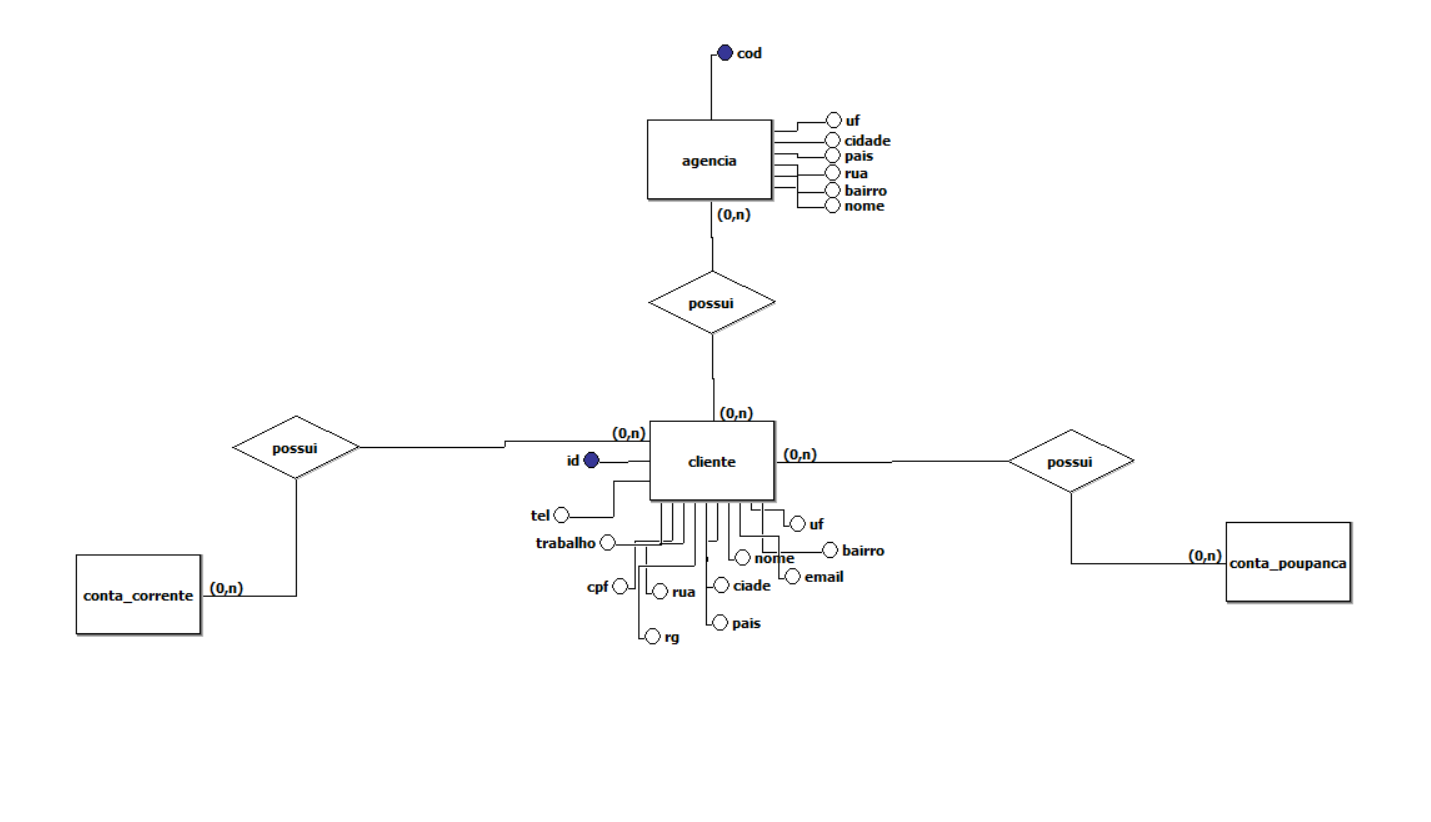 cod
uf
cidade
pais
rua
bairro
nome
agencia
(0,n)
possui
(0,n)
cliente
(0,n)
(0,n)
possui
possui
id
tel
trabalho
cpf
rua
rg
nome
ciade
pais
uf
bairro
email
conta_corrente
(0,n)
(0,n)
conta_poupanca